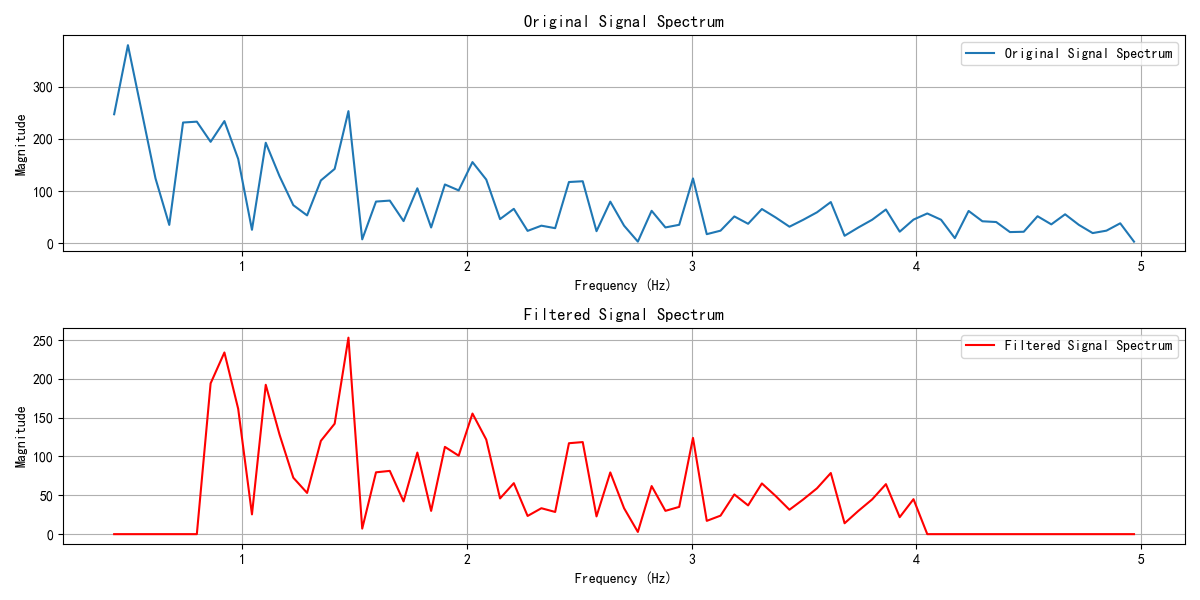 Original Signal Spectrum
Original Signal Spectrum
Magnitude
300
200
100
0
1 2 3 4 5
Frequency (Hz)
Filtered Signal Spectrum
Filtered Signal Spectrum
Magnitude
250
200
150
100
50
0
1 2 3 4 5
Frequency (Hz)